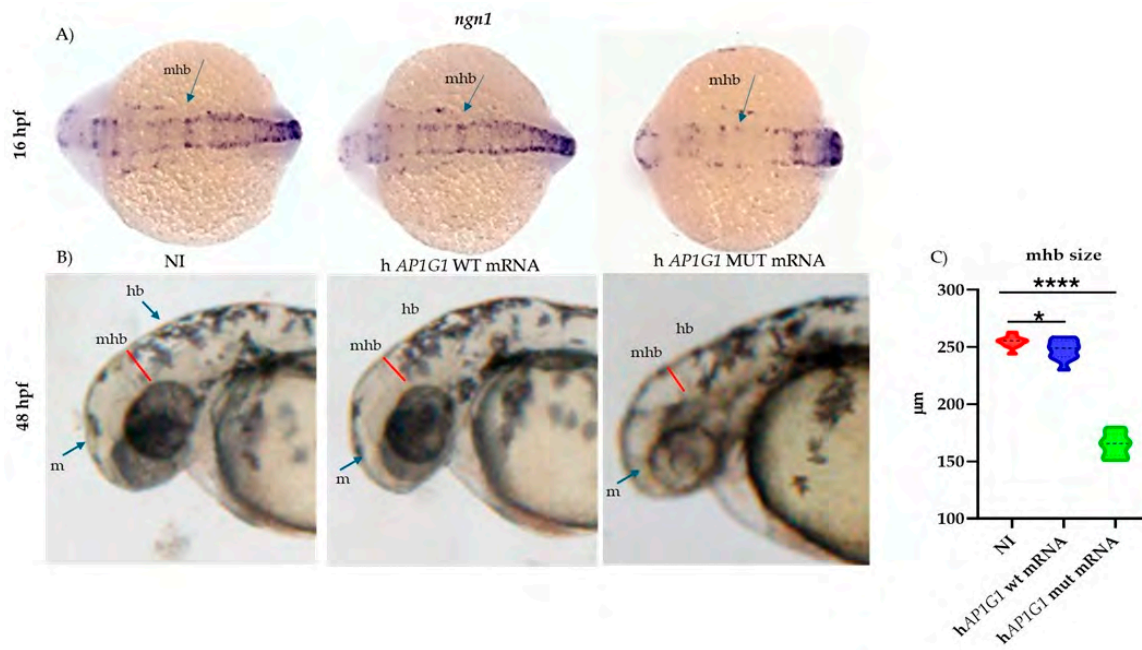 ngn1
A)
16 hpf
mhb
mhb
mhb
NI
h AP1G1 WT mRNA
h AP1G1 MUT mRNA
B)
48 hpf
hb
mhb
m
hb
mhb
m
hb
mhb
m
C)
mhb size
µm
300
250
200
150
100
****
*
NI
hAP1G1 wt mRNA
hAP1G1 mut mRNA